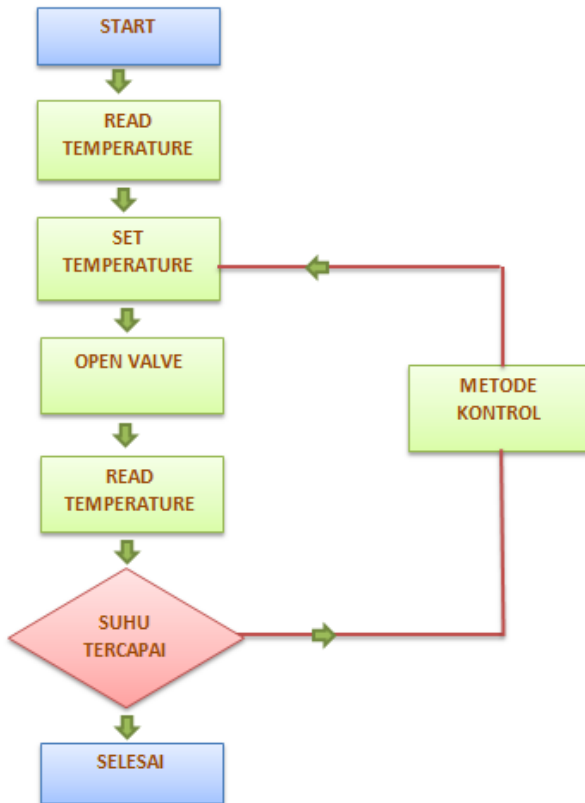 START
READ
TEMPERATURE
SET
TEMPERATURE
OPEN VALVE
METODE
KONTROL
READ
TEMPERATURE
SUHU
TERCAPAI
SELESAI